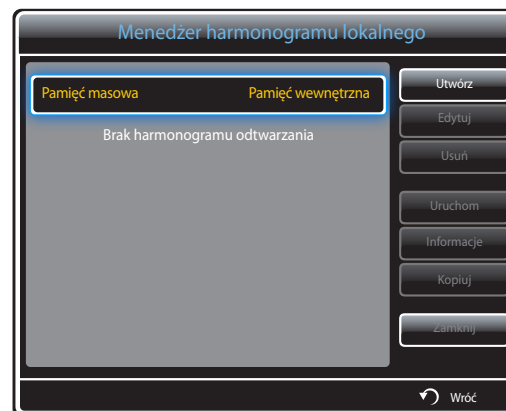 Menedżer harmonogramu lokalnego
Pamięć masowa Pamięć wewnętrzna
Brak harmonogramu odtwarzania
Utwórz
Edytuj
Usuń
Uruchom
Informacje
Kopiuj
Zamknij
Wróć